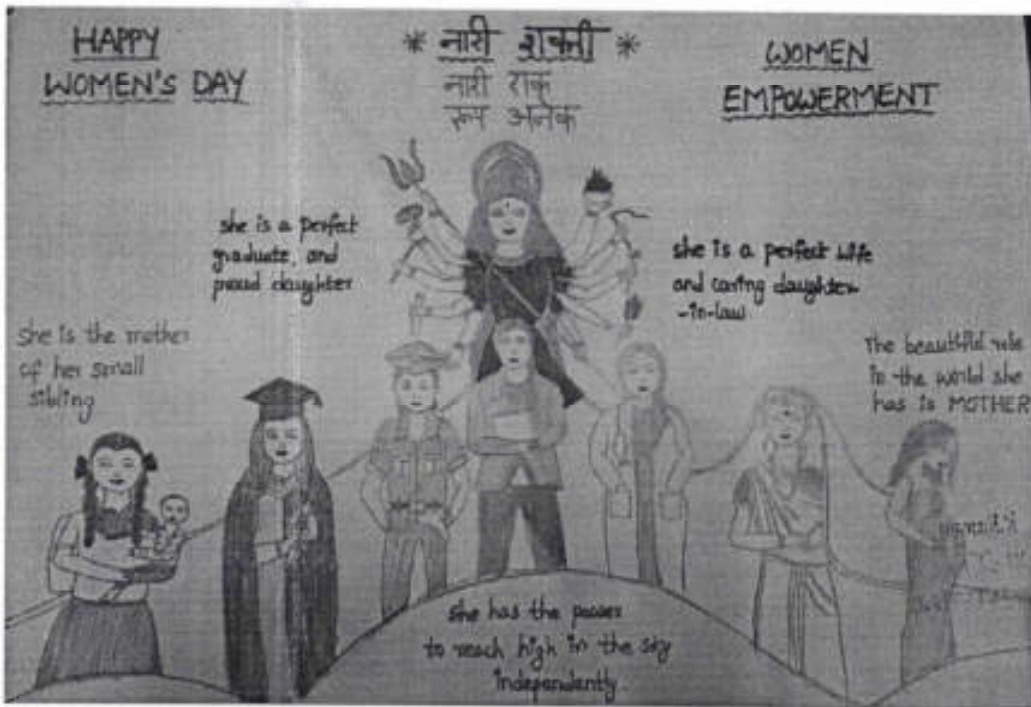 HAPPY
WOMEN'S DAY
* नारी शक्ती *
नारी एक
रूप अनेक
WOMEN
EMPOWERMENT
she is a perfect
graduate, and
proud daughter
she is a perfect wife
and caring daughter
-in-law
she is the mother
of her small
sibling
The beautiful role
in the world she
has is MOTHER
she has the power
to reach high in the sky
independently.